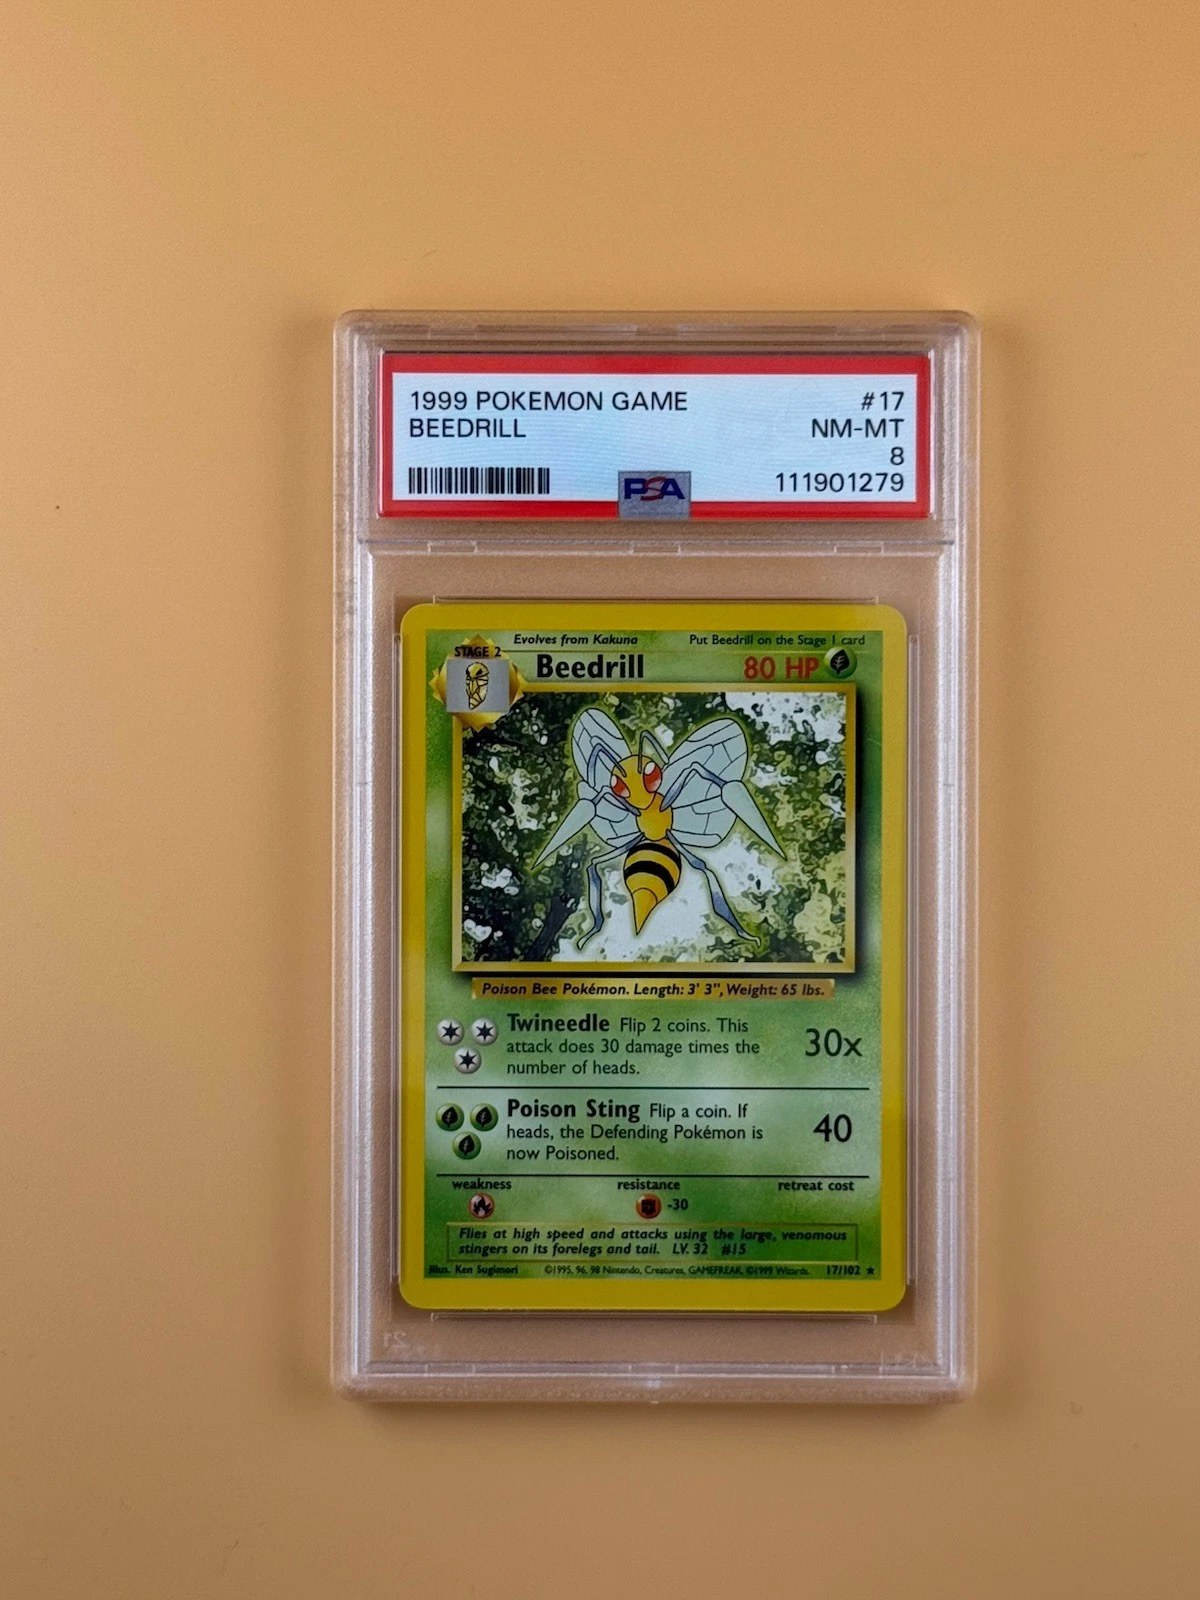 1999 POKEMON GAME #17
BEEDRILL NM-MT
8
PSA 111901279
Evolves from Kakuna Put Beedrill on the Stage 1 card
STAGE 2 Beedrill 80 HP
Poison Bee Pokémon. Length: 3' 3", Weight: 65 lbs.
Twineedle Flip 2 coins. This
attack does 30 damage times the
number of heads.
30x
Poison Sting Flip a coin. If
heads, the Defending Pokémon is
now Poisoned.
40
weakness resistance retreat cost
-30
Flies at high speed and attacks using the large, venomous
stingers on its forelegs and tail. LV. 32 #15
Illus. Ken Sugimori ©1995, 96, 98 Nintendo, Creatures, GAMEFREAK. ©1999 Wizards. 17/102 ★